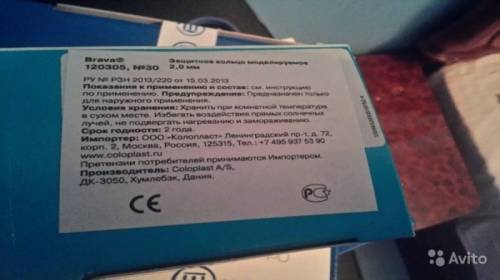 Brava® Защитное кольцо моделируемое
120305, №30 2,0 мм
РУ № РЗН 2013/220 от 15.03.2013
Показания к применению и состав: см. инструкцию
по применению. Предупреждение: Предназначен только
для наружного применения.
Условия хранения: Хранить при комнатной температуре
в сухом месте. Избегать воздействия прямых солнечных
лучей, не подвергать нагреванию и замораживанию.
Срок годности: 2 года.
Импортер: ООО «Колопласт» Ленинградский пр-т, д. 72,
корп. 2, Москва, Россия, 125315, Тел.: +7 495 937 53 90
www.coloplast.ru
Претензии потребителей принимаются Импортером.
Производитель: Coloplast A/S,
ДК-3050, Хумлебэк, Дания.
CE
Avito